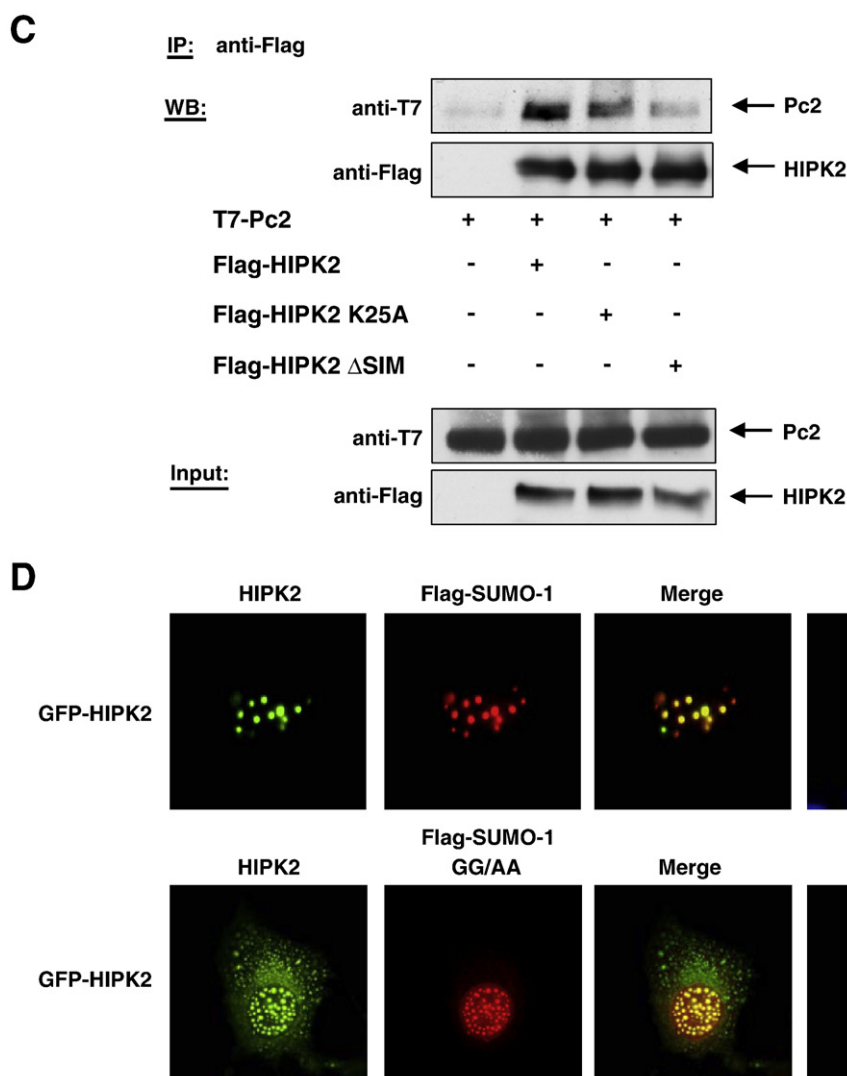 C
IP: anti-Flag
WB: anti-T7 Pc2
anti-Flag HIPK2
T7-Pc2 + + + +
Flag-HIPK2 - + - -
Flag-HIPK2 K25A - - + -
Flag-HIPK2 ΔSIM - - - +
anti-T7 Pc2
Input: anti-Flag HIPK2
D
HIPK2 Flag-SUMO-1 Merge
GFP-HIPK2
Flag-SUMO-1
HIPK2 GG/AA Merge
GFP-HIPK2